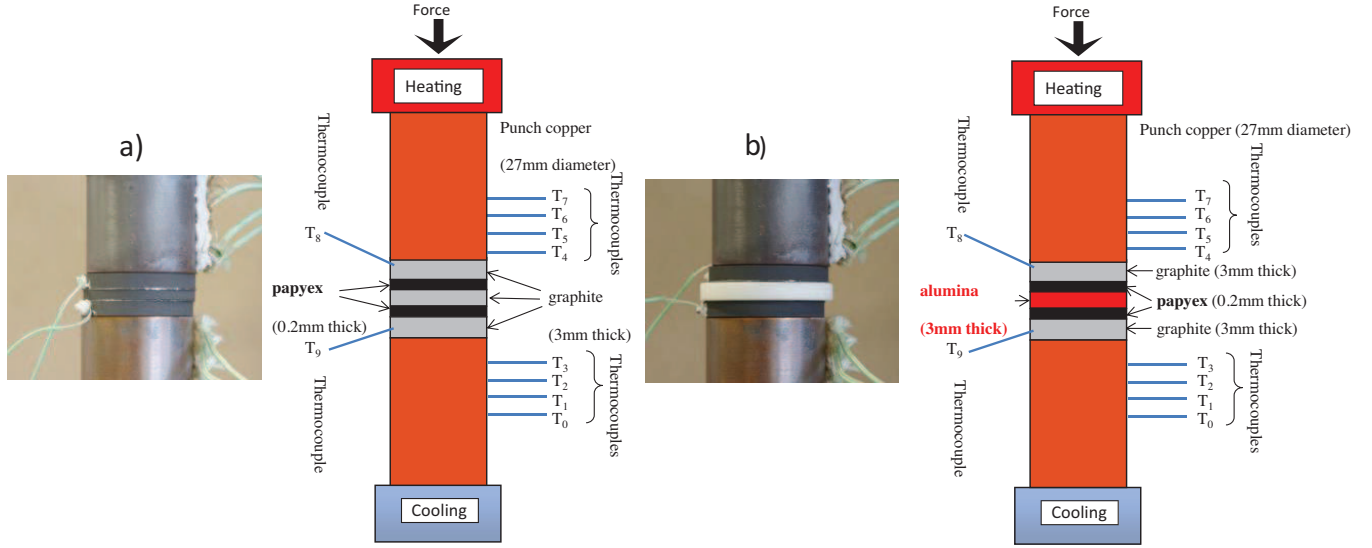 a)
Force
Heating
Thermocouple
Punch copper
(27mm diameter)
T7
T6
T5
T4
Thermocouples
T8
papyex
(0.2mm thick)
graphite
(3mm thick)
T9
Thermocouple
T3
T2
T1
T0
Thermocouples
Cooling
b)
Force
Heating
Thermocouple
Punch copper (27mm diameter)
T7
T6
T5
T4
Thermocouples
T8
graphite (3mm thick)
alumina
(3mm thick)
papyex (0.2mm thick)
graphite (3mm thick)
T9
Thermocouple
T3
T2
T1
T0
Thermocouples
Cooling